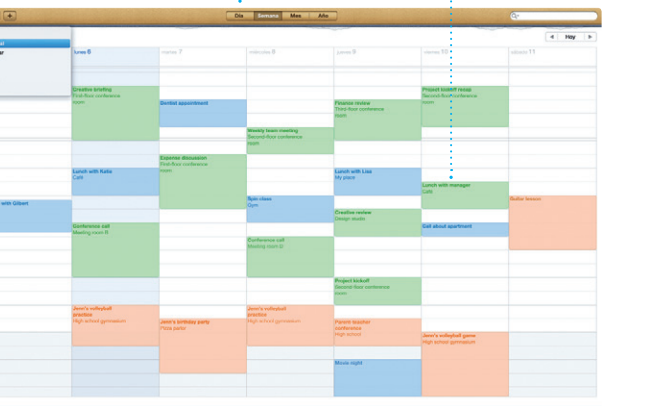 +
Día Semana Mes Año
Hoy
lunes 6
martes 7
miércoles 8
jueves 9
viernes 10
sábado 11
Creative briefing
First-floor conference
room
Lunch with Katie
Café
Conference call
Meeting room B
Jenn's volleyball
practice
High school gymnasium
Dentist appointment
Expense discussion
First-floor conference
room
Jenn's birthday party
Pizza parlor
Weekly team meeting
Second-floor conference
room
Spin class
Gym
Conference call
Meeting room
Jenn's volleyball
practice
High school gymnasium
Finance review
Third-floor conference
room
Lunch with Lisa
My place
Creative review
Design studio
Project kickoff
Second-floor conference
room
Parent-teacher
conference
High school
Movie night
Project kickoff recap
Second-floor conference
room
Lunch with manager
Café
Call about apartment
Jenn's volleyball game
High school gymnasium
Guitar lesson
with Gilbert